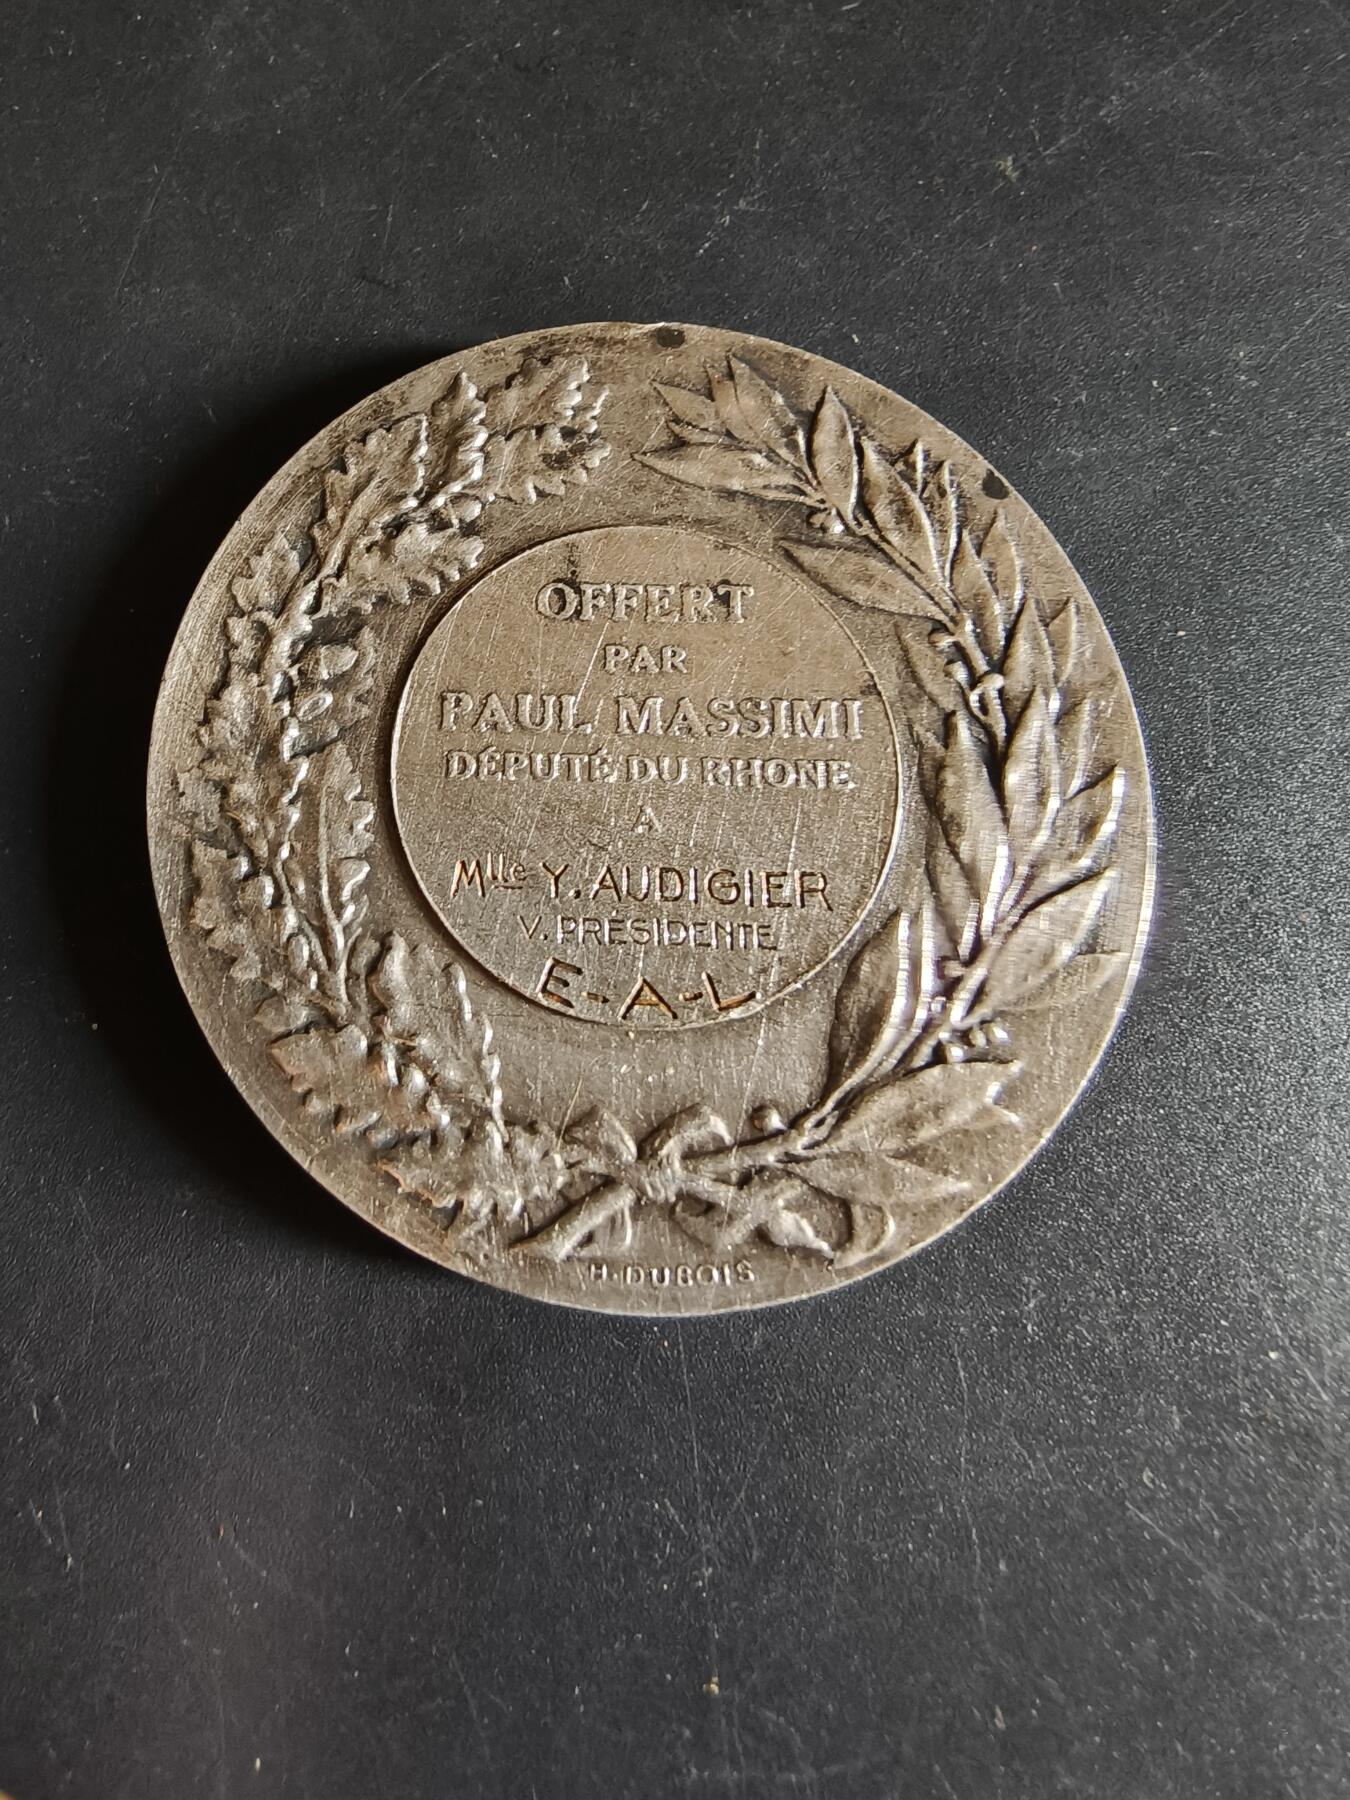 OFFERT
PAR
PAUL MASSIMI
DÉPUTÉ DU RHONE
A
Mlle Y. AUDIGIER
V. PRÉSIDENTE
E-A-L
H. DUBOIS